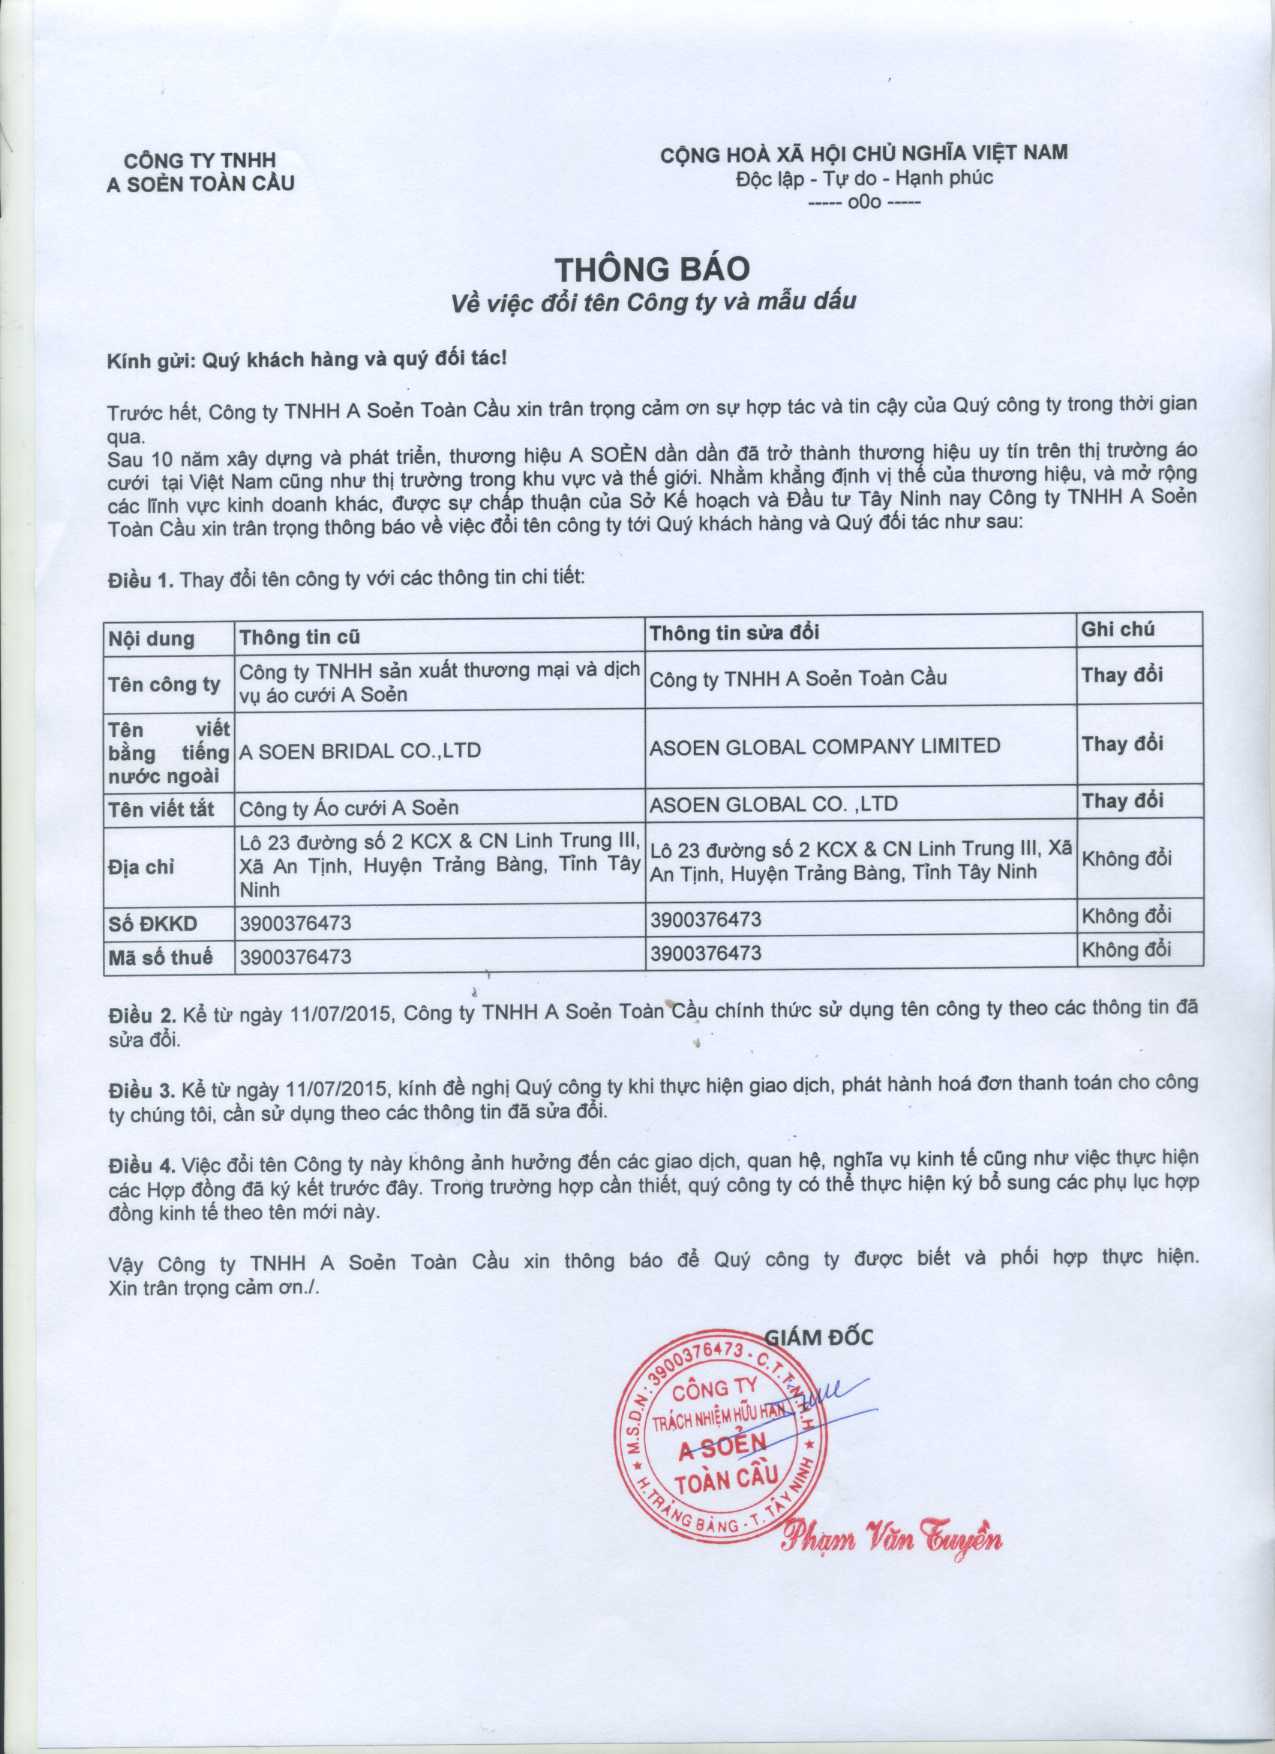 CÔNG TY TNHH
A SOẺN TOÀN CẦU
CỘNG HOÀ XÃ HỘI CHỦ NGHĨA VIỆT NAM
Độc lập - Tự do - Hạnh phúc
----- o0o -----
THÔNG BÁO
Về việc đổi tên Công ty và mẫu dấu
Kính gửi: Quý khách hàng và quý đối tác!
Trước hết, Công ty TNHH A Soẻn Toàn Cầu xin trân trọng cảm ơn sự hợp tác và tin cậy của Quý công ty trong thời gian
qua.
Sau 10 năm xây dựng và phát triển, thương hiệu A SOẺN dần dần đã trở thành thương hiệu uy tín trên thị trường áo
cưới tại Việt Nam cũng như thị trường trong khu vực và thế giới. Nhằm khẳng định vị thế của thương hiệu, và mở rộng
các lĩnh vực kinh doanh khác, được sự chấp thuận của Sở Kế hoạch và Đầu tư Tây Ninh nay Công ty TNHH A Soẻn
Toàn Cầu xin trân trọng thông báo về việc đổi tên công ty tới Quý khách hàng và Quý đối tác như sau:
Điều 1. Thay đổi tên công ty với các thông tin chi tiết:
Nội dung Thông tin cũ Thông tin sửa đổi Ghi chú
Tên công ty
Công ty TNHH sản xuất thương mại và dịch
vụ áo cưới A Soẻn
Công ty TNHH A Soẻn Toàn Cầu
Thay đổi
Tên viết
bằng tiếng
nước ngoài
A SOEN BRIDAL CO.,LTD
ASOEN GLOBAL COMPANY LIMITED
Thay đổi
Tên viết tắt Công ty Áo cưới A Soẻn ASOEN GLOBAL CO. ,LTD Thay đổi
Địa chỉ
Lô 23 đường số 2 KCX & CN Linh Trung III,
Xã An Tịnh, Huyện Trảng Bàng, Tỉnh Tây
Ninh
Lô 23 đường số 2 KCX & CN Linh Trung III, Xã
An Tịnh, Huyện Trảng Bàng, Tỉnh Tây Ninh
Không đổi
Số ĐKKD 3900376473 3900376473 Không đổi
Mã số thuế 3900376473 3900376473 Không đổi
Điều 2. Kể từ ngày 11/07/2015, Công ty TNHH A Soẻn Toàn Cầu chính thức sử dụng tên công ty theo các thông tin đã
sửa đổi.
Điều 3. Kể từ ngày 11/07/2015, kính đề nghị Quý công ty khi thực hiện giao dịch, phát hành hoá đơn thanh toán cho công
ty chúng tôi, cần sử dụng theo các thông tin đã sửa đổi.
Điều 4. Việc đổi tên Công ty này không ảnh hưởng đến các giao dịch, quan hệ, nghĩa vụ kinh tế cũng như việc thực hiện
các Hợp đồng đã ký kết trước đây. Trong trường hợp cần thiết, quý công ty có thể thực hiện ký bổ sung các phụ lục hợp
đồng kinh tế theo tên mới này.
Vậy Công ty TNHH A Soẻn Toàn Cầu xin thông báo để Quý công ty được biết và phối hợp thực hiện.
Xin trân trọng cảm ơn./.
GIÁM ĐỐC
M.S.D.N: 3900376473 - C.T.T.N.H.H
CÔNG TY
TRÁCH NHIỆM HỮU HẠN
A SOẺN
TOÀN CẦU
H.TRẢNG BÀNG - T. TÂY NINH
Phạm Văn Tuyền